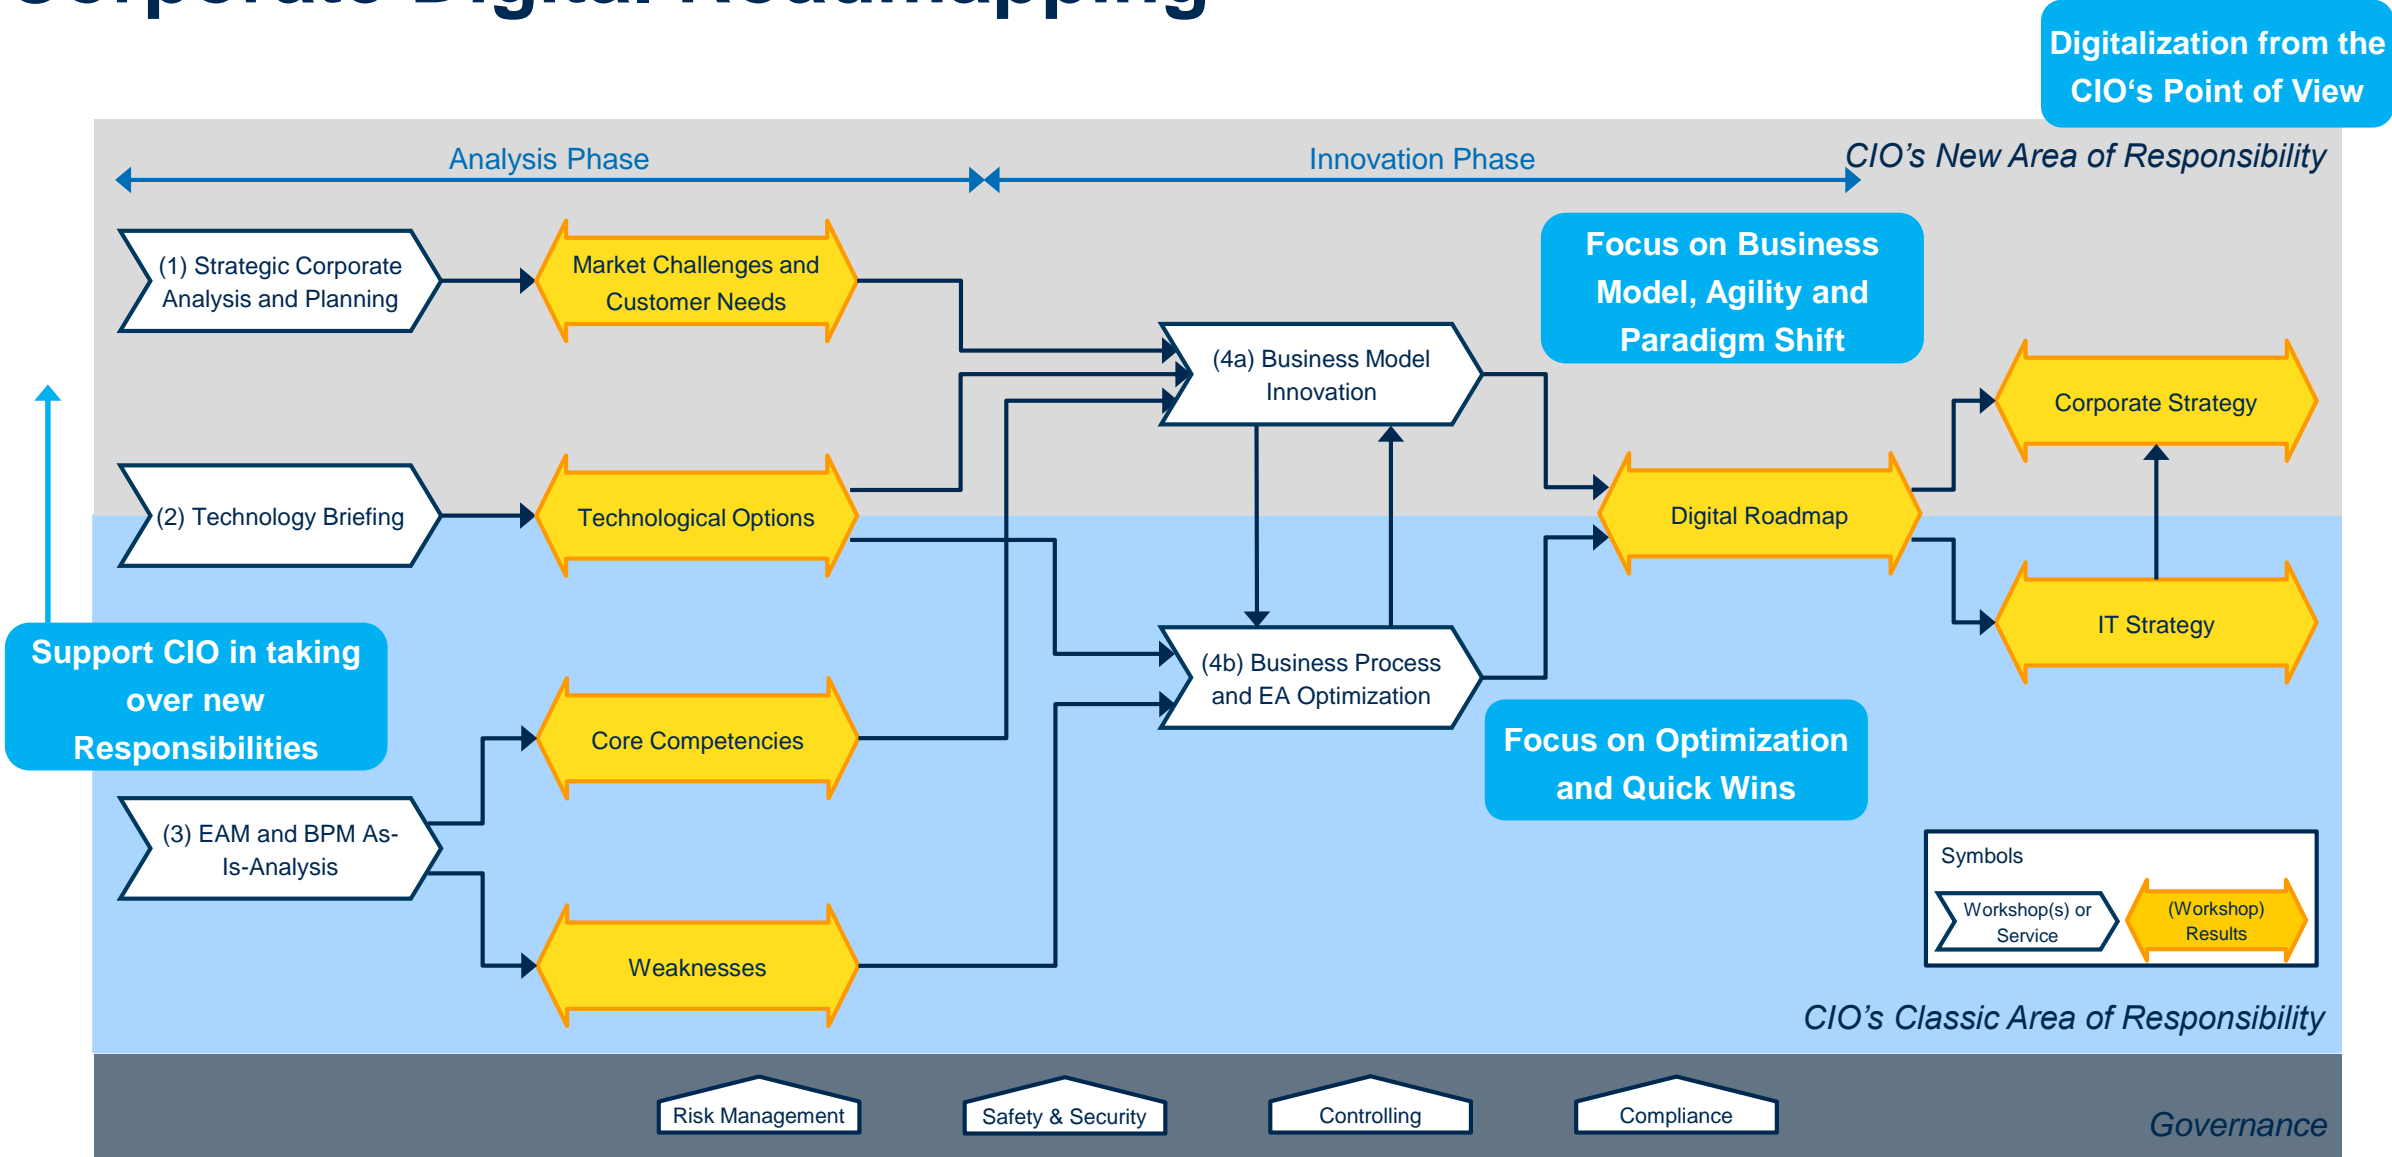 Corporate Digital Roadmapping
Digitalization from the
CIO‘s Point of View
Analysis Phase
Innovation Phase
CIO’s New Area of Responsibility
(1) Strategic Corporate
Analysis and Planning
Market Challenges and
Customer Needs
Focus on Business
Model, Agility and
Paradigm Shift
(4a) Business Model
Innovation
Corporate Strategy
(2) Technology Briefing
Technological Options
Digital Roadmap
Support CIO in taking
over new
Responsibilities
(4b) Business Process
and EA Optimization
IT Strategy
Core Competencies
Focus on Optimization
and Quick Wins
(3) EAM and BPM As-
Is-Analysis
Weaknesses
Symbols
Workshop(s) or
Service
(Workshop)
Results
CIO’s Classic Area of Responsibility
Risk Management
Safety & Security
Controlling
Compliance
Governance